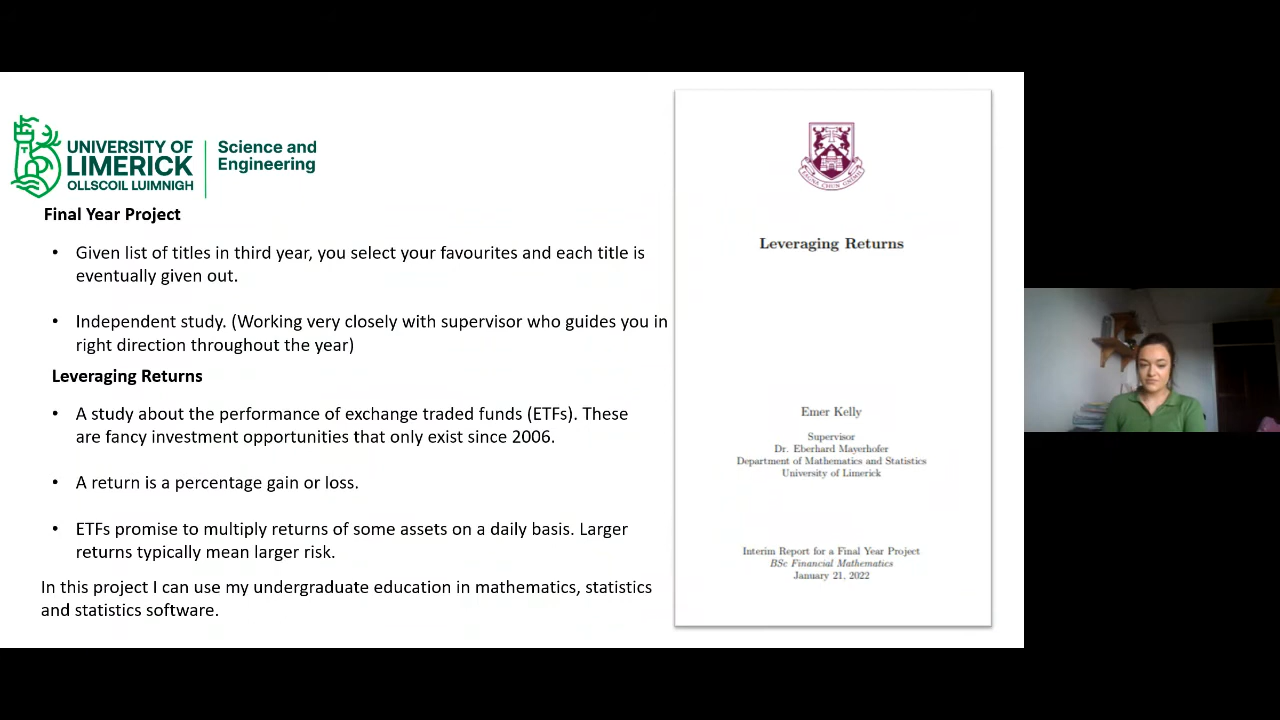 UNIVERSITY OF
LIMERICK
OLLSCOIL LUIMNIGH
Science and
Engineering
Final Year Project
• Given list of titles in third year, you select your favourites and each title is
eventually given out.
• Independent study. (Working very closely with supervisor who guides you in
right direction throughout the year)
Leveraging Returns
• A study about the performance of exchange traded funds (ETFs). These
are fancy investment opportunities that only exist since 2006.
• A return is a percentage gain or loss.
• ETFs promise to multiply returns of some assets on a daily basis. Larger
returns typically mean larger risk.
In this project I can use my undergraduate education in mathematics, statistics
and statistics software.
Leveraging Returns
Emer Kelly
Supervisor
Dr. Eberhard Mayerhofer
Department of Mathematics and Statistics
University of Limerick
Interim Report for a Final Year Project
BSc Financial Mathematics
January 21, 2022